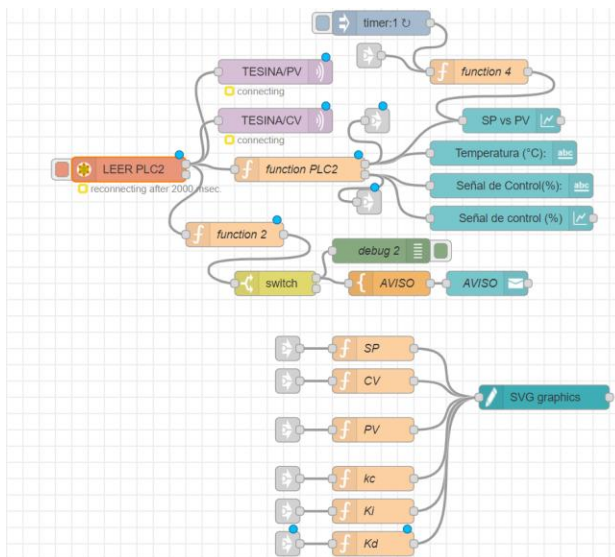 timer:1 ↻
TESINA/PV
connecting
function 4
TESINA/CV
connecting
SP vs PV
LEER PLC2
reconnecting after 2000 msec.
function PLC2
Temperatura (°C):
abc
Señal de Control(%):
abc
Señal de control (%)
function 2
debug 2
switch
AVISO
AVISO
SP
CV
SVG graphics
PV
kc
Ki
Kd